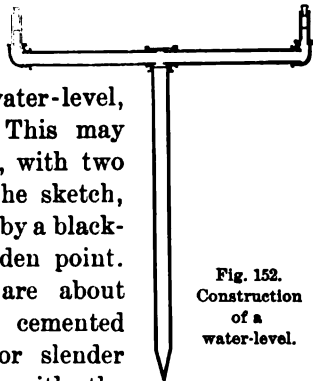 water-level,
This may
, with two
he sketch,
by a black-
den point.
are about
cemented
or slender
Fig. 152.
Construction
of a
water-level.